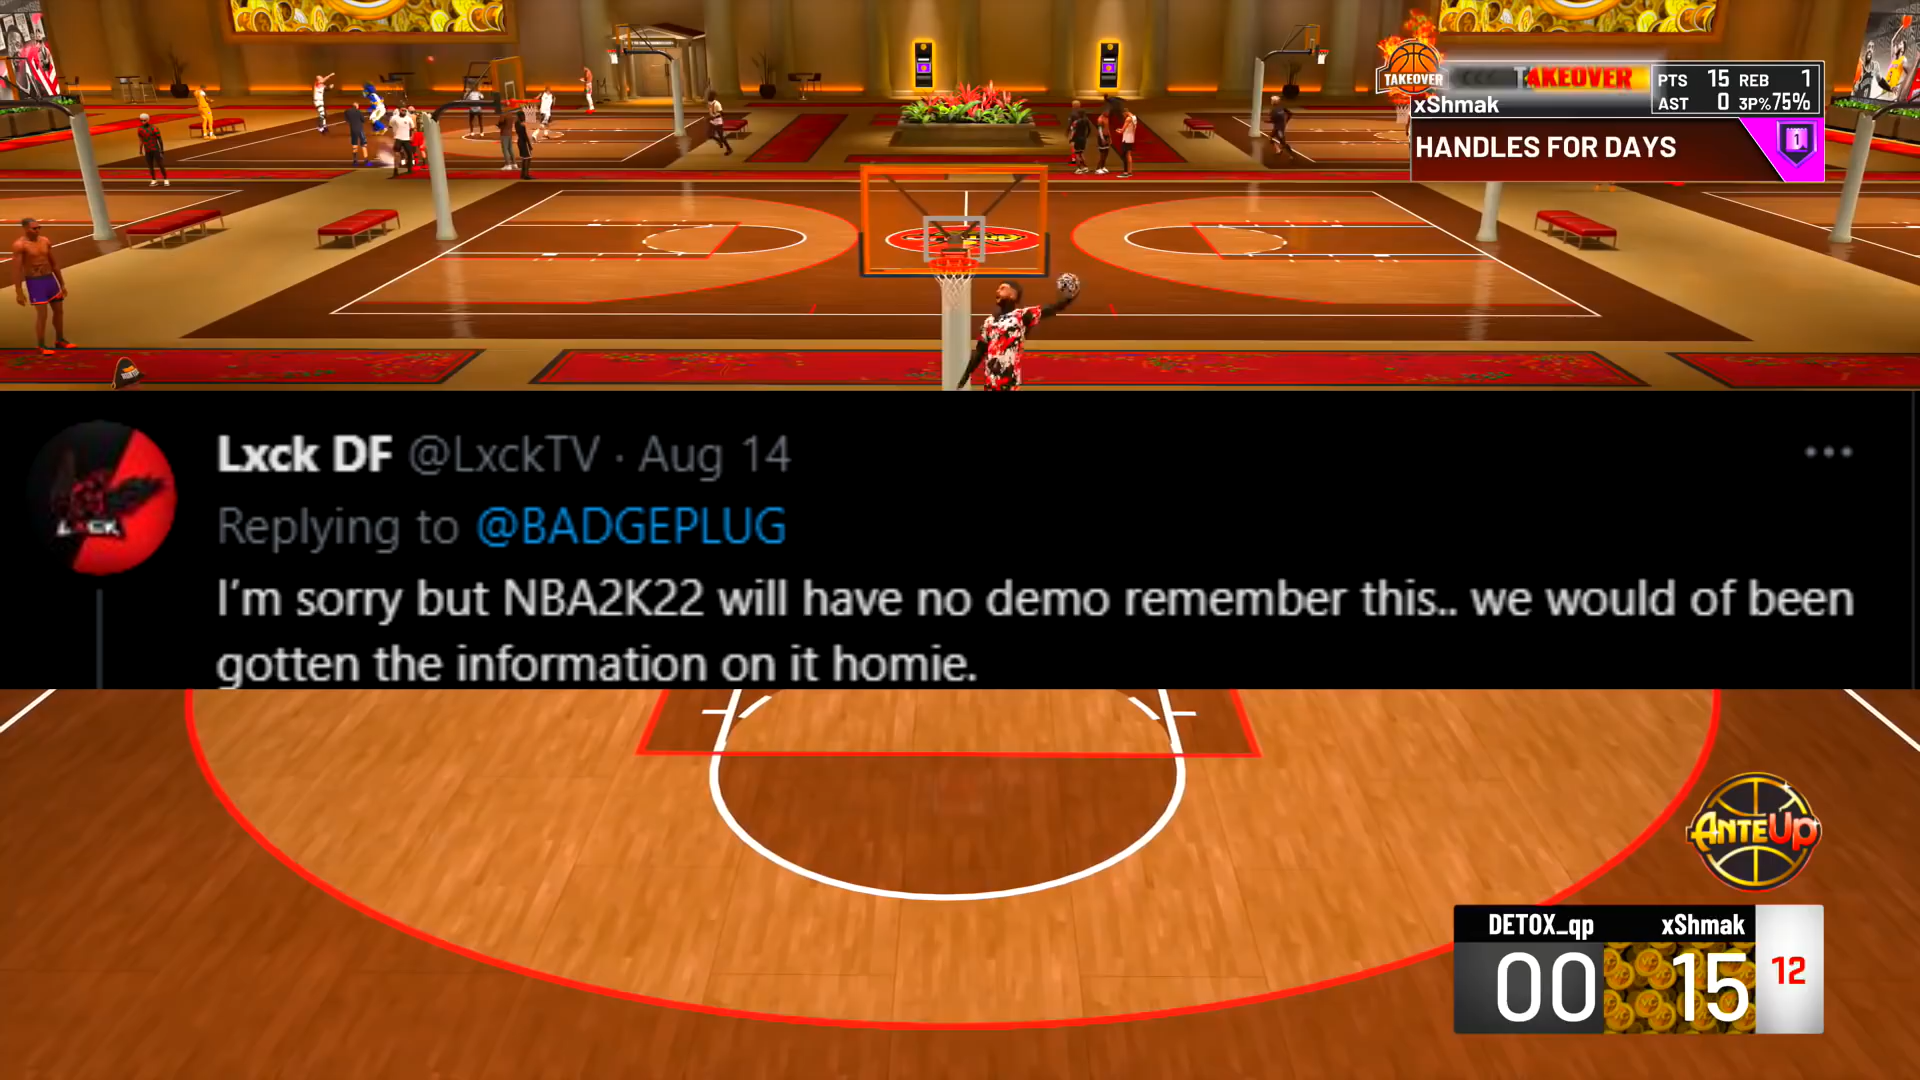 TAKEOVER
TAKEOVER
PTS 15 REB 1
xShmak
AST 0 3P% 75%
HANDLES FOR DAYS
1
Lxck DF @LxckTV · Aug 14
Replying to @BADGEPLUG
I'm sorry but NBA2K22 will have no demo remember this.. we would of been
gotten the information on it homie.
ANTEUp
DETOX_qp xShmak
00 15 12